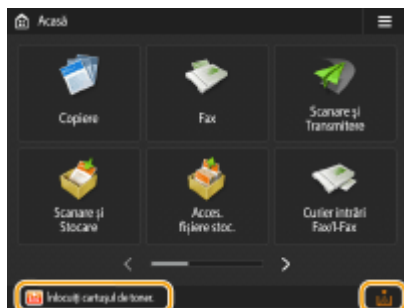 Acasă
Copiere
Fax
Scanare și
Transmitere
Scanare și
Stocare
Acces.
fișiere stoc.
Curier intrări
Fax/I-Fax
Înlocuiți cartușul de toner.